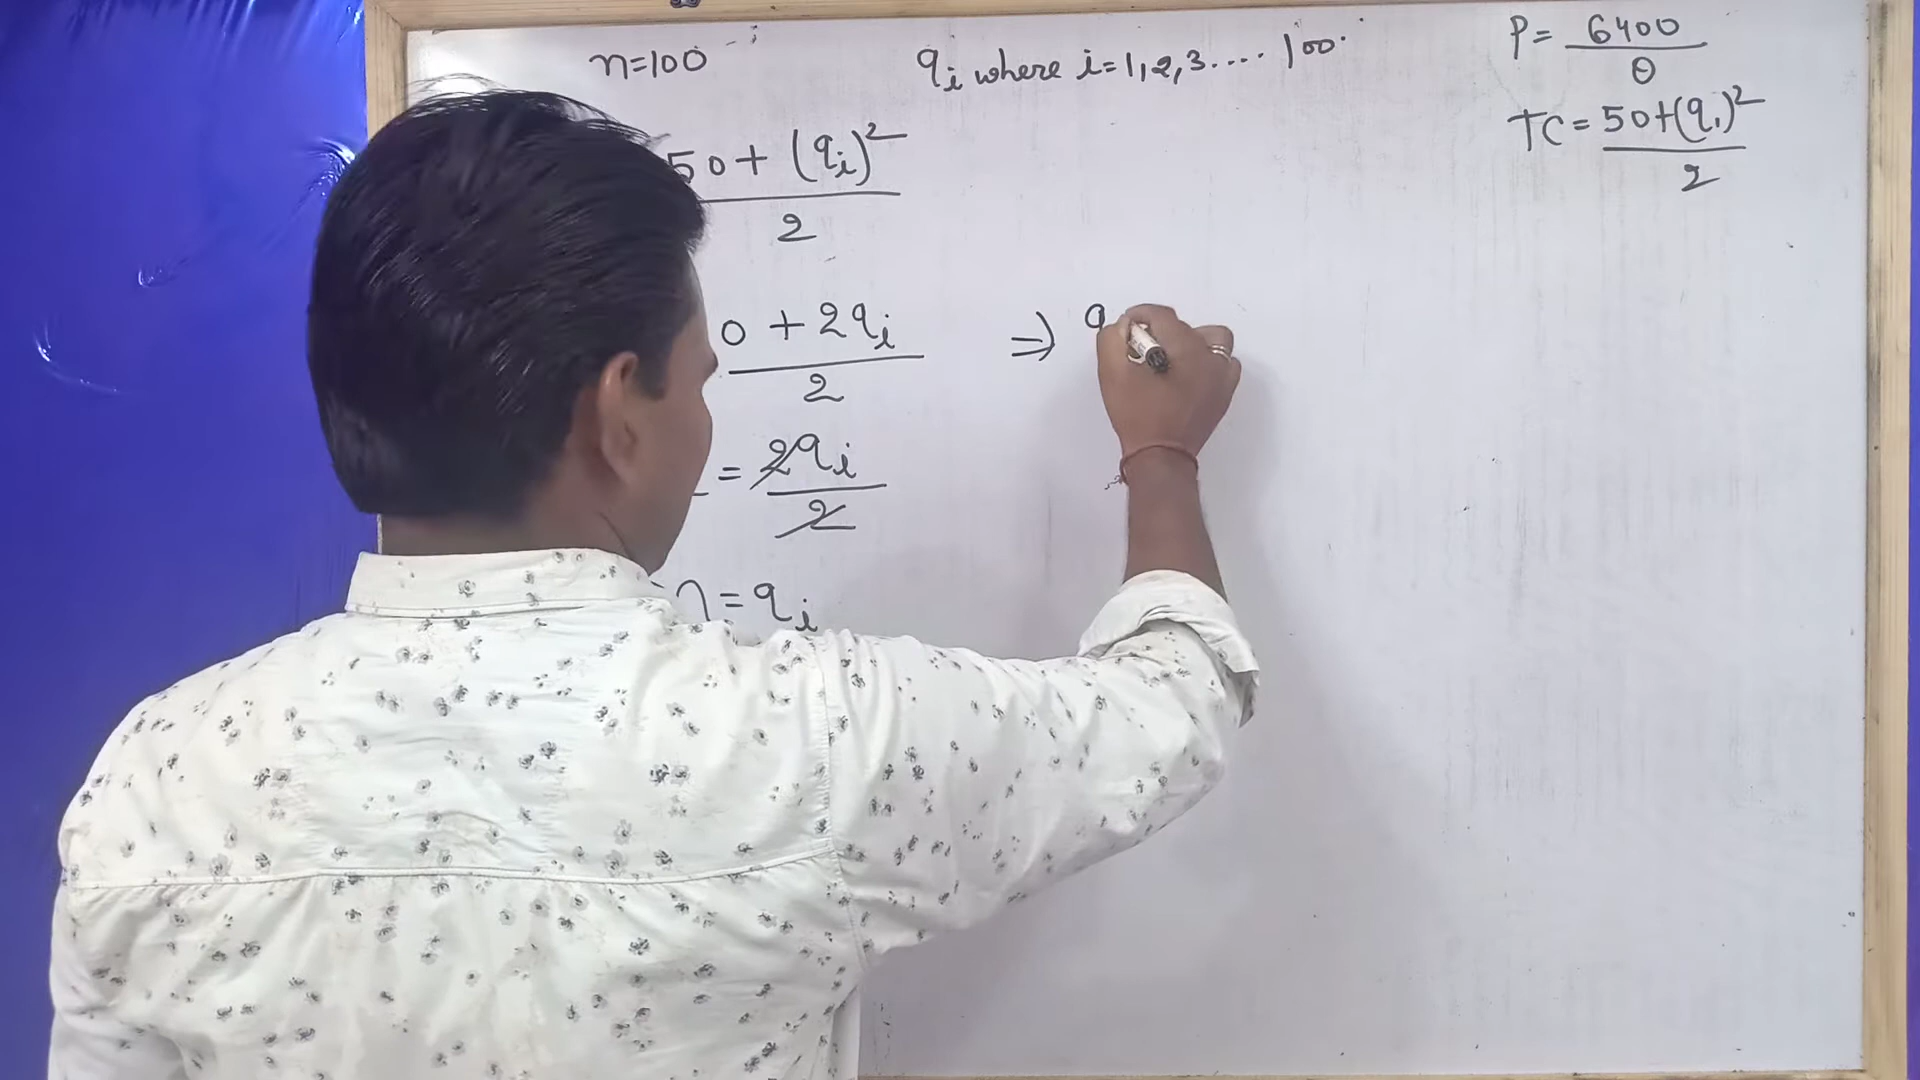 n=100
qi where i=1,2,3.... 100.
P= 6400
Θ
TC= 50+(qi)²
2
50+ (qi)²
2
0 + 2qi
2
⇒ q
= 2qi
2
n = qi